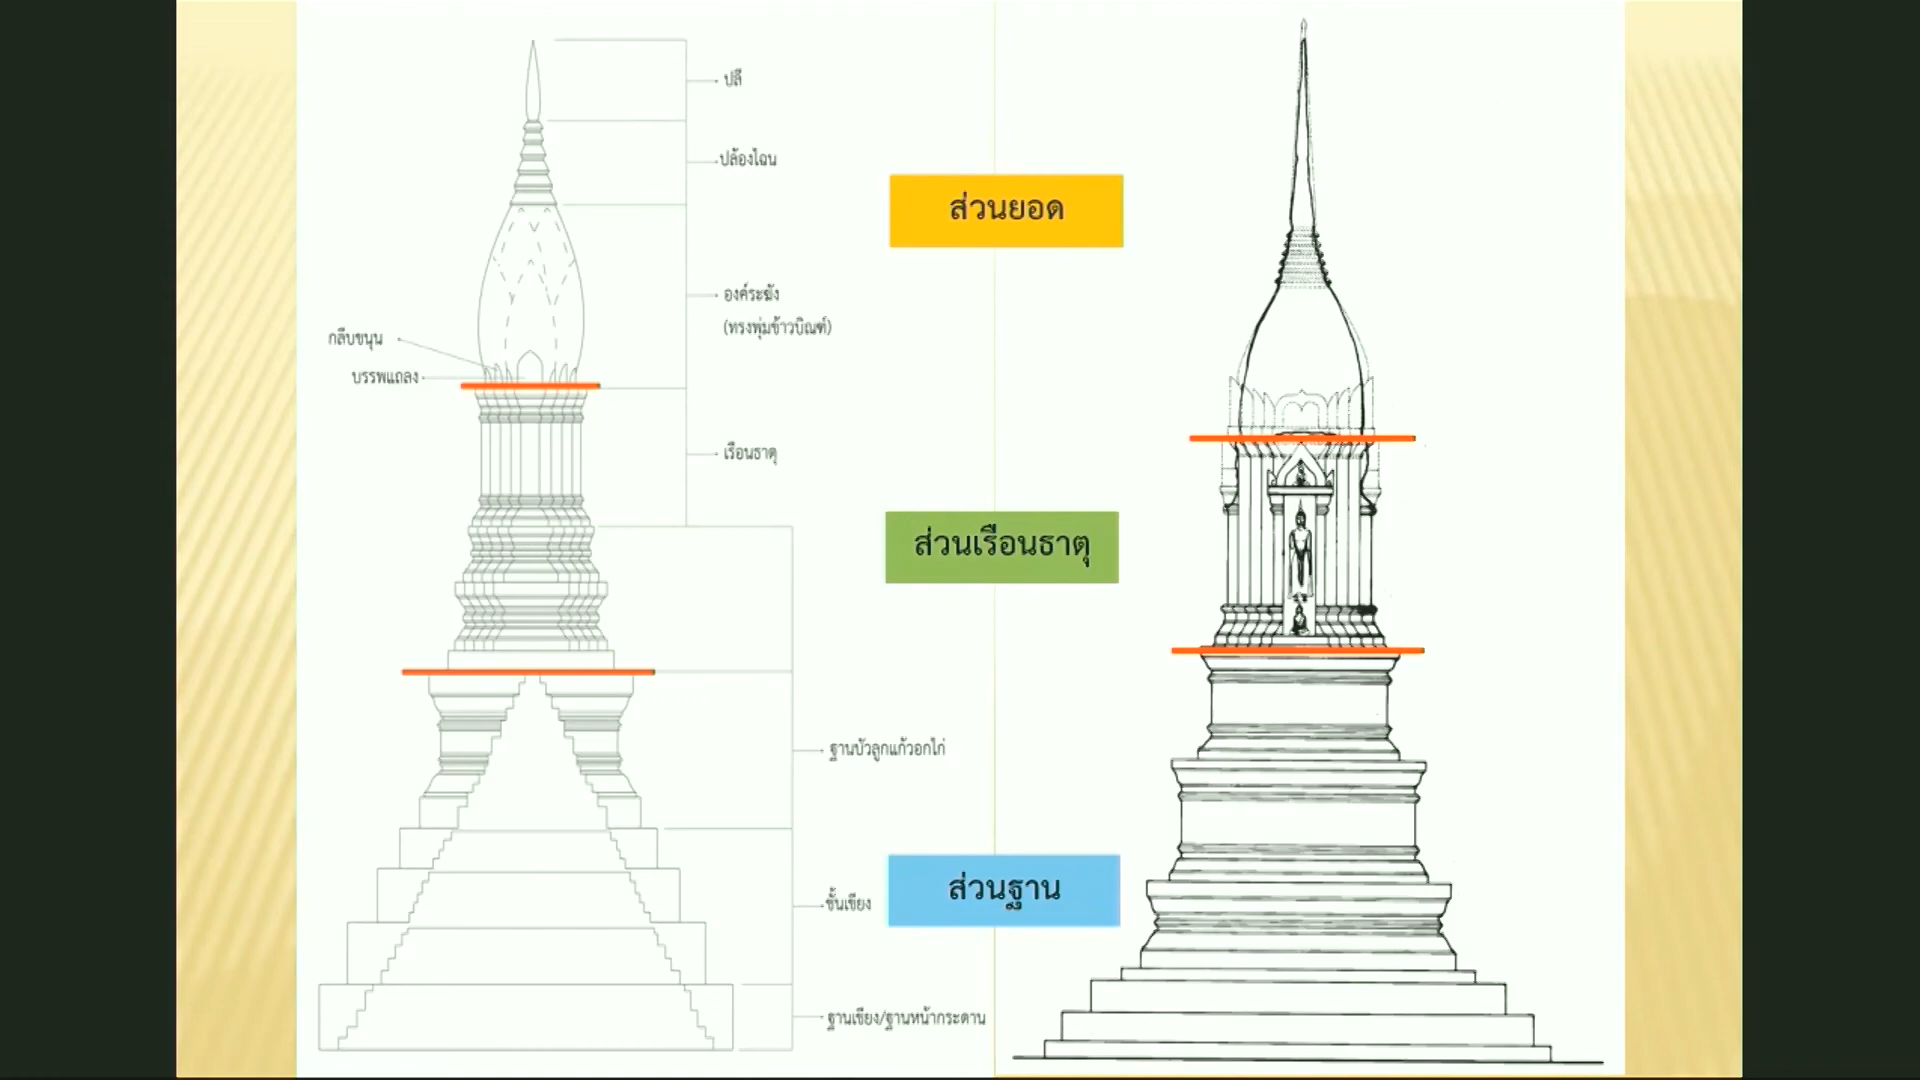 ปลี
ปล้องไฉน
องค์ระฆัง
(ทรงพุ่มข้าวบิณฑ์)
กลีบขนุน
บรรพแถลง
เรือนธาตุ
ฐานบัวลูกแก้วอกไก่
ชั้นเขียง
ฐานเขียง/ฐานหน้ากระดาน
ส่วนยอด
ส่วนเรือนธาตุ
ส่วนฐาน